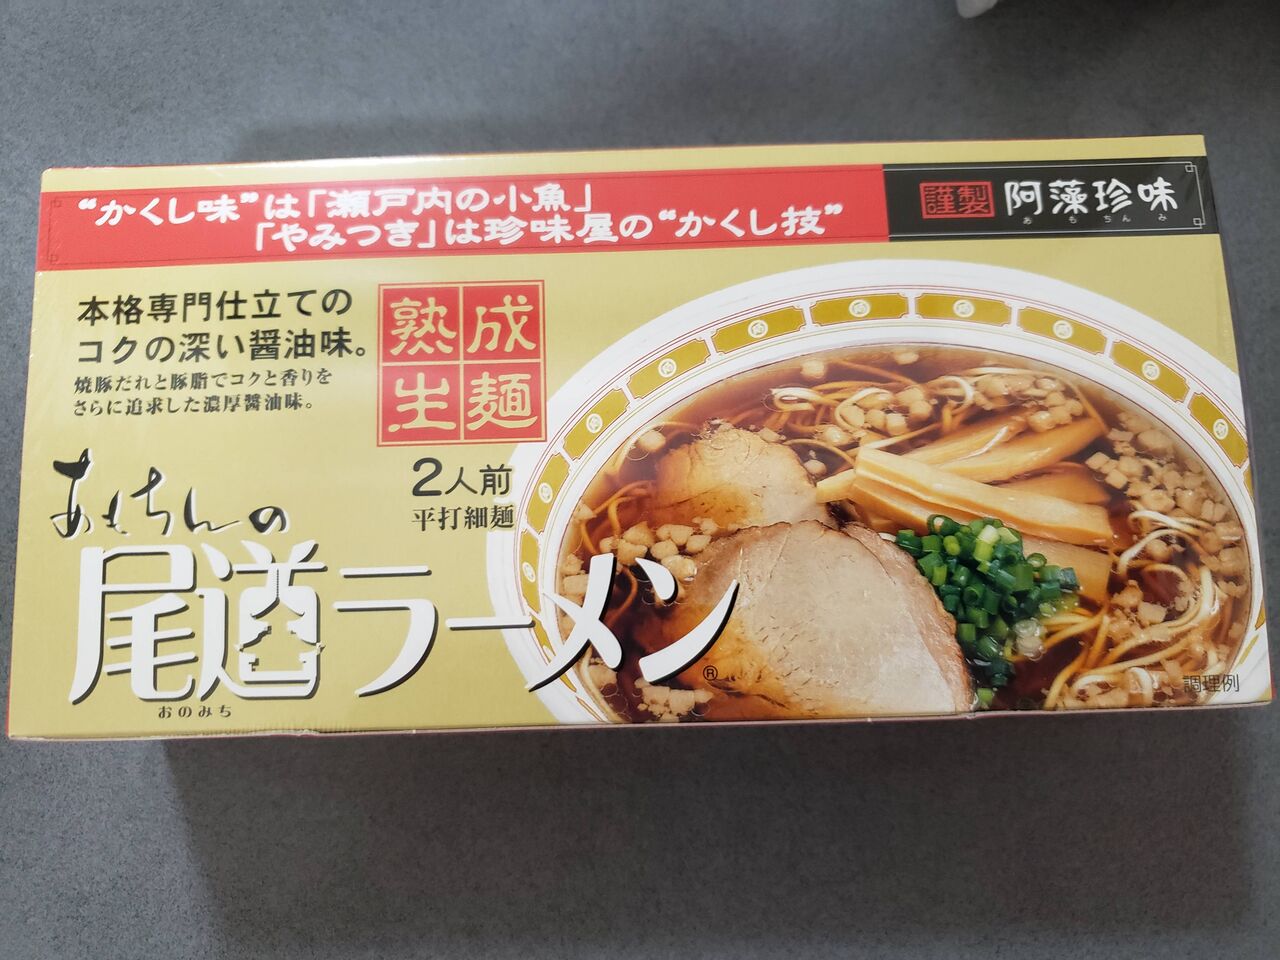 “かくし味”は「瀬戸内の小魚」
「やみつき」は珍味屋の“かくし技”
謹製 阿藻珍味
あもちんみ
本格専門仕立ての
コクの深い醤油味。
焼豚だれと豚脂でコクと香りを
さらに追求した濃厚醤油味。
熟成
生麺
2人前
平打細麺
あもちんの
尾道ラーメン®
おのみち
調理例